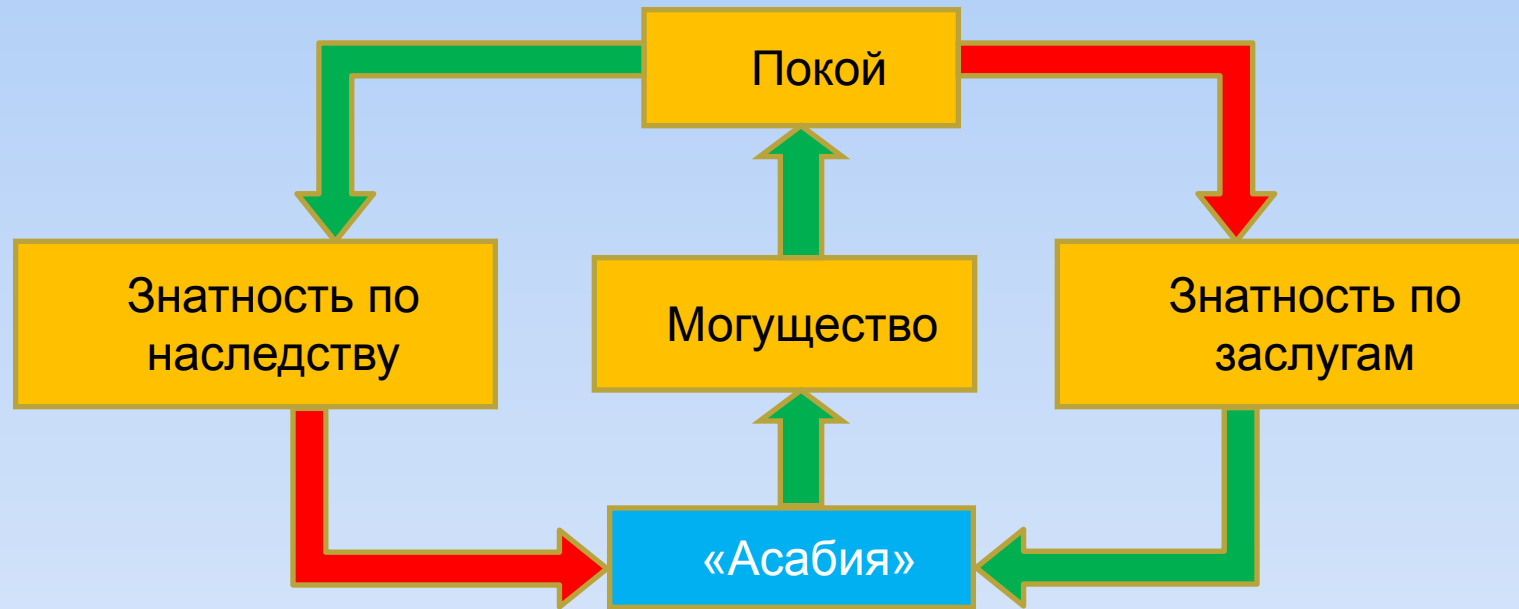 Покой
Знатность по
наследству
Могущество
Знатность по
заслугам
«Асабия»